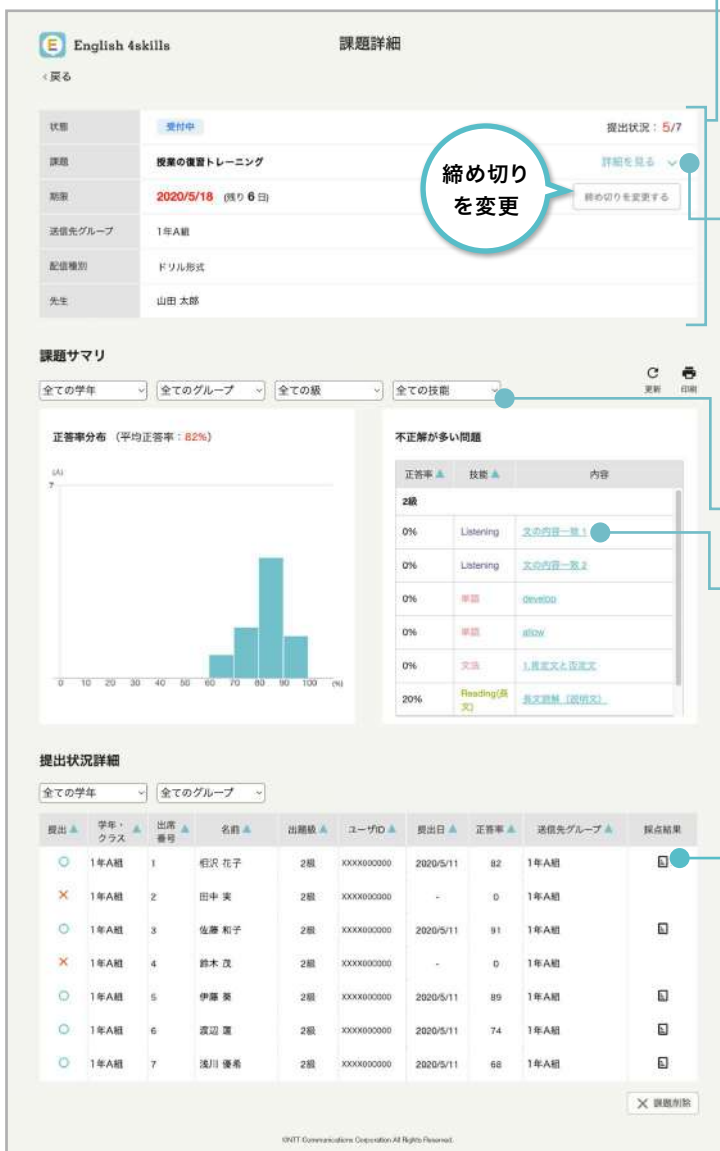 English 4skills
課題詳細
‹戻る
状態 受付中 提出状況：5/7
課題 授業の復習トレーニング 詳細を見る
期限 2020/5/18 (残り 6 日) 締め切りを変更する
締め切り
を変更
送信先グループ 1年A組
配信種別 ドリル形式
先生 山田 太郎
課題サマリ
全ての学年 全てのグループ 全ての級 全ての技能 更新 印刷
正答率分布 （平均正答率：82%）
(人)
7
0 10 20 30 40 50 60 70 80 90 100 (%)
不正解が多い問題
正答率▲ 技能▲ 内容
2級
0% Listening 文の内容一致 1
0% Listening 文の内容一致 2
0% 単語 develop
0% 単語 allow
0% 文法 1.肯定文と否定文
20% Reading(長文) 長文読解（説明文）
提出状況詳細
全ての学年 全てのグループ
提出▲ 学年・クラス▲ 出席番号▲ 名前▲ 出題級▲ ユーザID▲ 提出日▲ 正答率▲ 送信先グループ▲ 採点結果
○ 1年A組 1 相沢 花子 2級 XXXX000000 2020/5/11 82 1年A組
× 1年A組 2 田中 実 2級 XXXX000000 - 0 1年A組
○ 1年A組 3 佐藤 和子 2級 XXXX000000 2020/5/11 91 1年A組
× 1年A組 4 鈴木 茂 2級 XXXX000000 - 0 1年A組
○ 1年A組 5 伊藤 葵 2級 XXXX000000 2020/5/11 89 1年A組
○ 1年A組 6 渡辺 蓮 2級 XXXX000000 2020/5/11 74 1年A組
○ 1年A組 7 浅川 優希 2級 XXXX000000 2020/5/11 68 1年A組
× 課題削除
©NTT Communications Corporation All Rights Reserved.